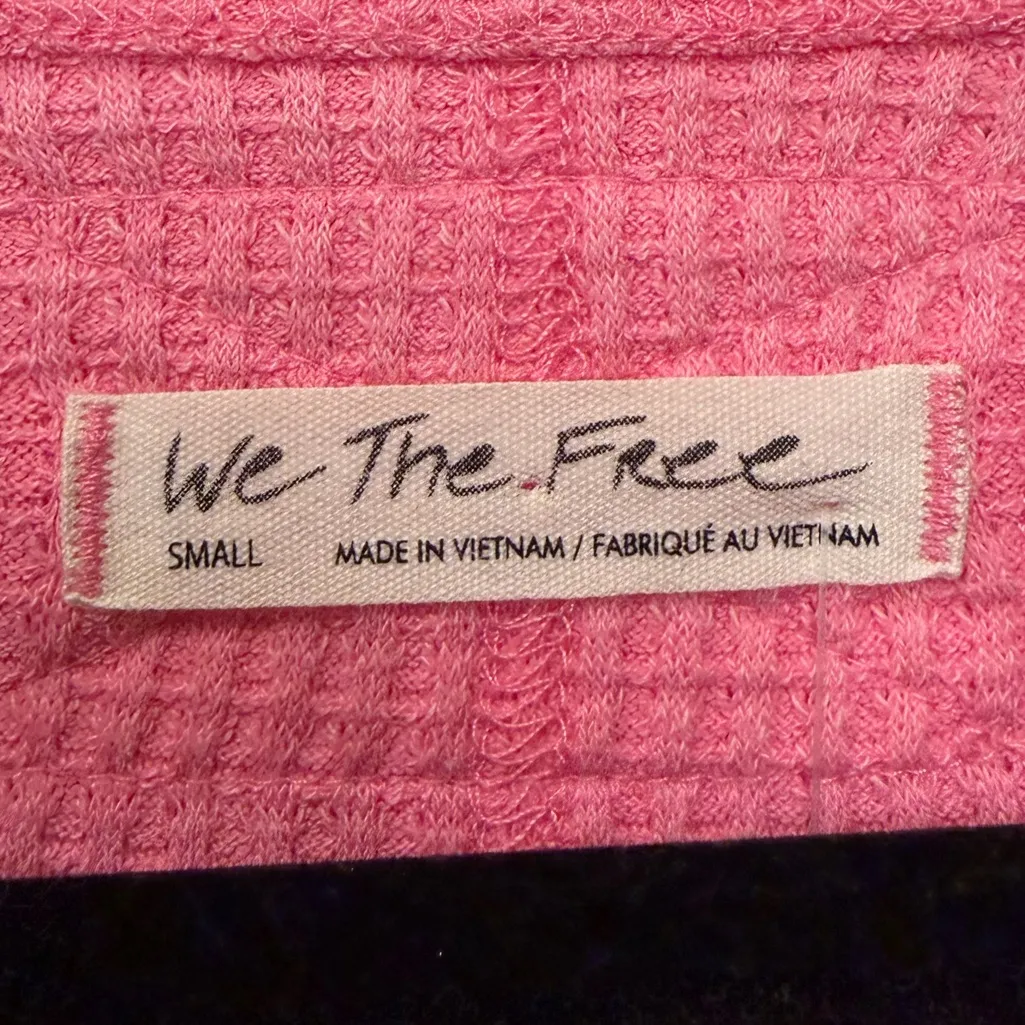 We The Free
SMALL MADE IN VIETNAM / FABRIQUÉ AU VIETNAM